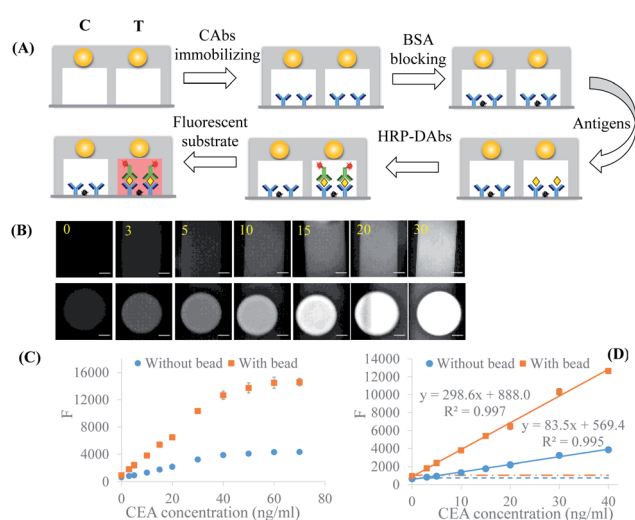 C T
(A)
CAbs
immobilizing
BSA
blocking
Antigens
HRP-DAbs
Fluorescent
substrate
(B)
0 3 5 10 15 20 30
(C)
Without bead With bead
16000
12000
8000
4000
0
F
0 20 40 60 80
CEA concentration (ng/ml)
(D)
Without bead With bead
14000
12000
10000
8000
6000
4000
2000
0
F
y = 298.6x + 888.0
R² = 0.997
y = 83.5x + 569.4
R² = 0.995
0 10 20 30 40
CEA concentration (ng/ml)